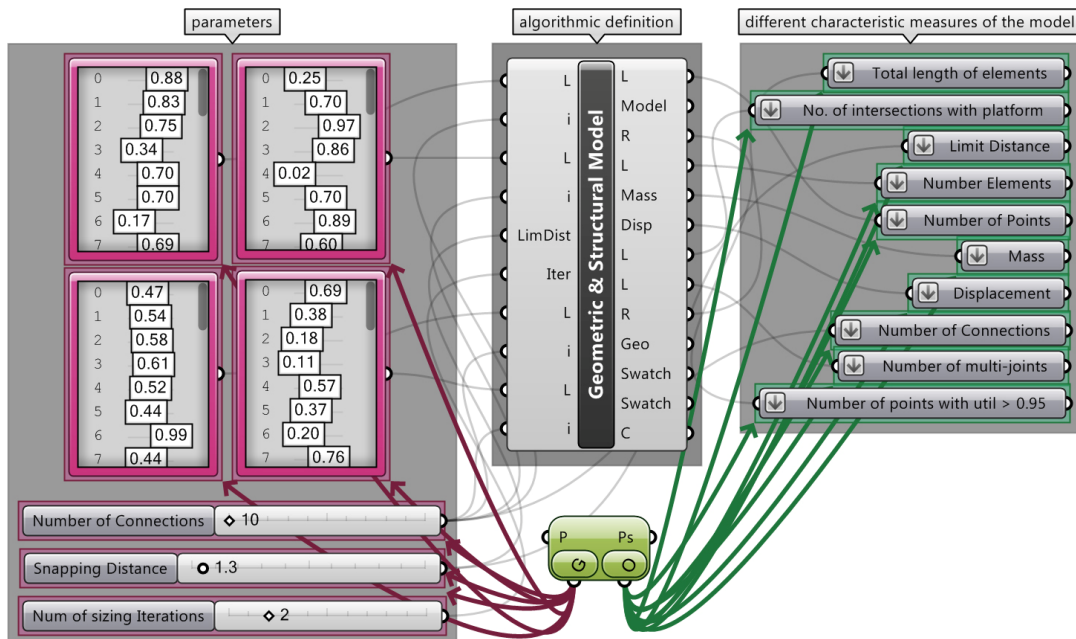 parameters
algorithmic definition
different characteristic measures of the model
0 0.88
1 0.83
2 0.75
3 0.34
4 0.70
5 0.70
6 0.17
7 0.69
0.25
1 0.70
2 0.97
3 0.86
4 0.02
5 0.70
6 0.89
7 0.60
0 0.47
1 0.54
2 0.58
3 0.61
4 0.52
5 0.44
6 0.99
7 0.44
0 0.69
1 0.38
2 0.18
3 0.11
4 0.57
5 0.37
6 0.20
7 0.76
Number of Connections 10
Snapping Distance 1.3
Num of sizing Iterations 2
L
i
L
i
LimDist
Iter
L
i
L
i
Geometric & Structural Model
L
Model
R
L
Mass
Disp
L
L
R
Geo
Swatch
Swatch
C
P Ps
G O
Total length of elements
No. of intersections with platform
Limit Distance
Number Elements
Number of Points
Mass
Displacement
Number of Connections
Number of multi-joints
Number of points with util > 0.95